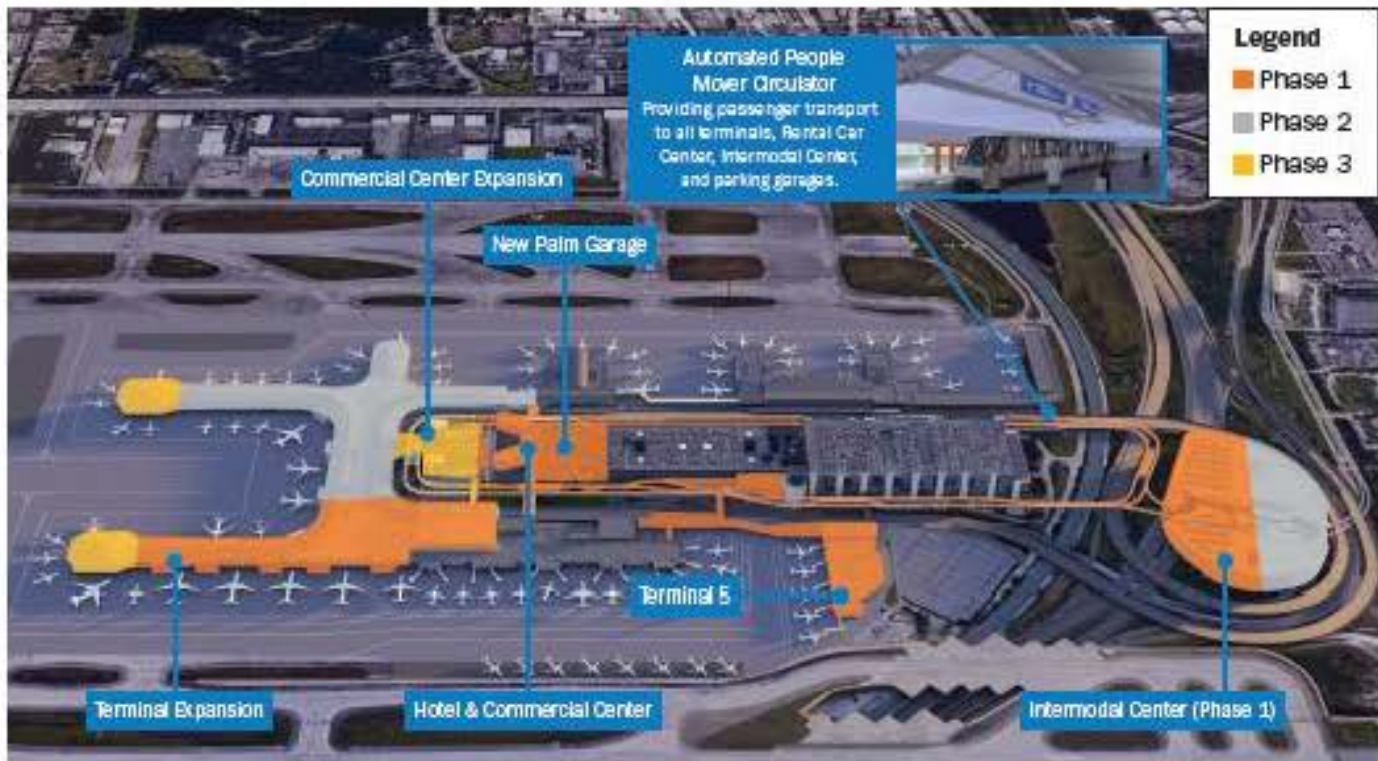 Automated People
Mover Circulator
Providing passenger transport
to all terminals, Rental Car
Center, Intermodal Center,
and parking garages.
Legend
Phase 1
Phase 2
Phase 3
Commercial Center Expansion
New Palm Garage
Terminal 5
Terminal Expansion
Hotel & Commercial Center
Intermodal Center (Phase 1)